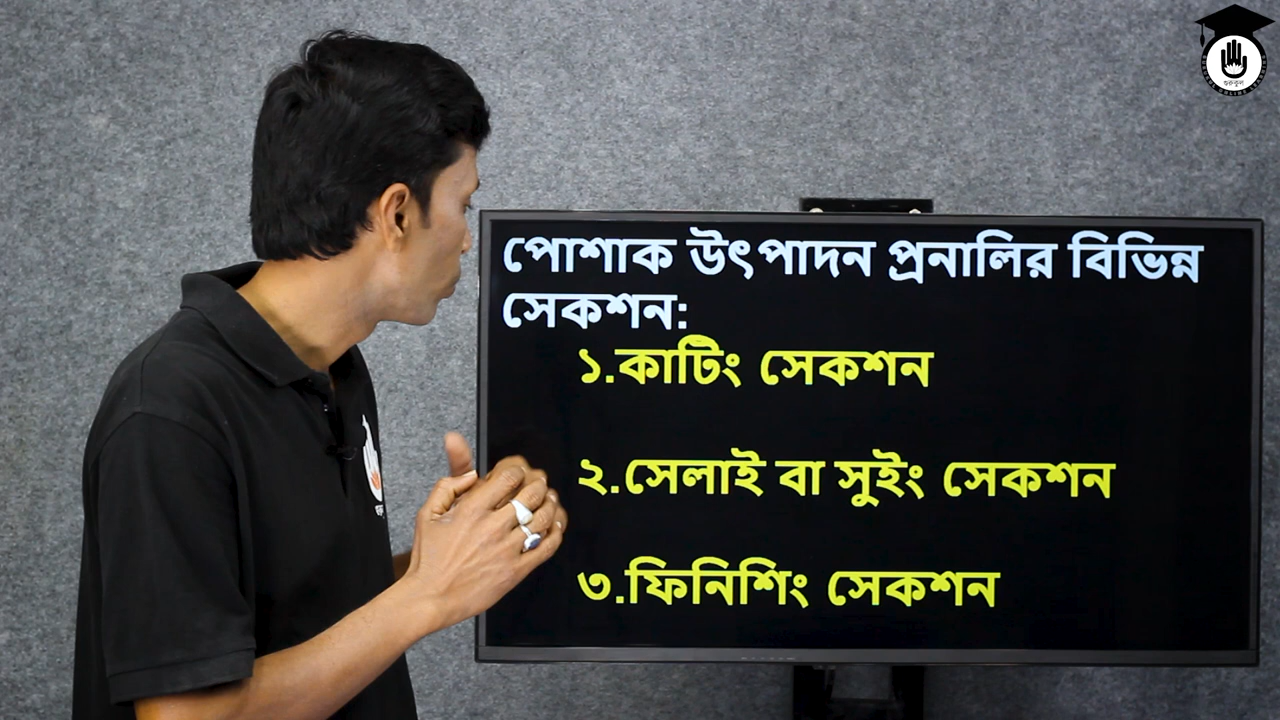 গুরুকুল
পোশাক উৎপাদন প্রনালির বিভিন্ন
সেকশন:
১.কাটিং সেকশন
২.সেলাই বা সুইং সেকশন
৩.ফিনিশিং সেকশন